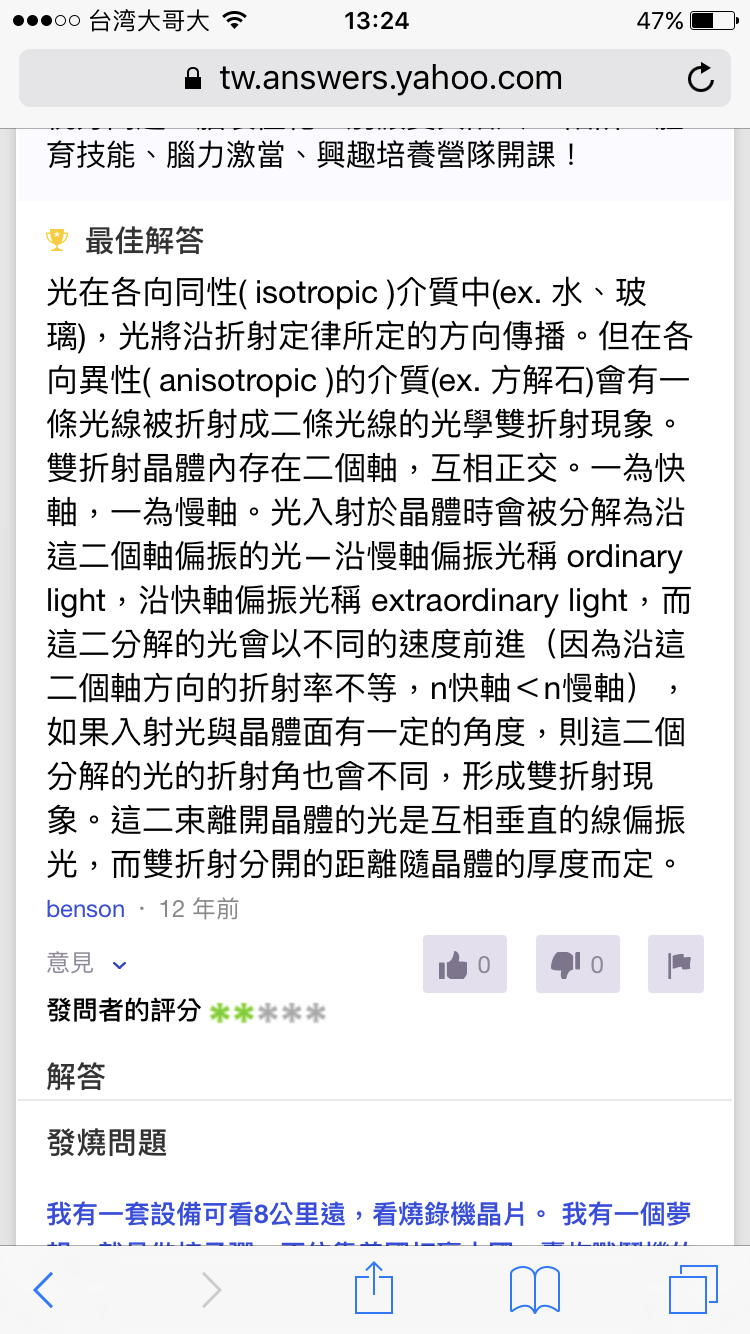 台湾大哥大
13:24
47%
tw.answers.yahoo.com
育技能、腦力激當、興趣培養營隊開課！
最佳解答
光在各向同性( isotropic )介質中(ex. 水、玻
璃)，光將沿折射定律所定的方向傳播。但在各
向異性( anisotropic )的介質(ex. 方解石)會有一
條光線被折射成二條光線的光學雙折射現象。
雙折射晶體內存在二個軸，互相正交。一為快
軸，一為慢軸。光入射於晶體時會被分解為沿
這二個軸偏振的光－沿慢軸偏振光稱 ordinary
light，沿快軸偏振光稱 extraordinary light，而
這二分解的光會以不同的速度前進（因為沿這
二個軸方向的折射率不等，n快軸＜n慢軸），
如果入射光與晶體面有一定的角度，則這二個
分解的光的折射角也會不同，形成雙折射現
象。這二束離開晶體的光是互相垂直的線偏振
光，而雙折射分開的距離隨晶體的厚度而定。
benson · 12 年前
意見
0
0
發問者的評分
解答
發燒問題
我有一套設備可看8公里遠，看燒錄機晶片。 我有一個夢